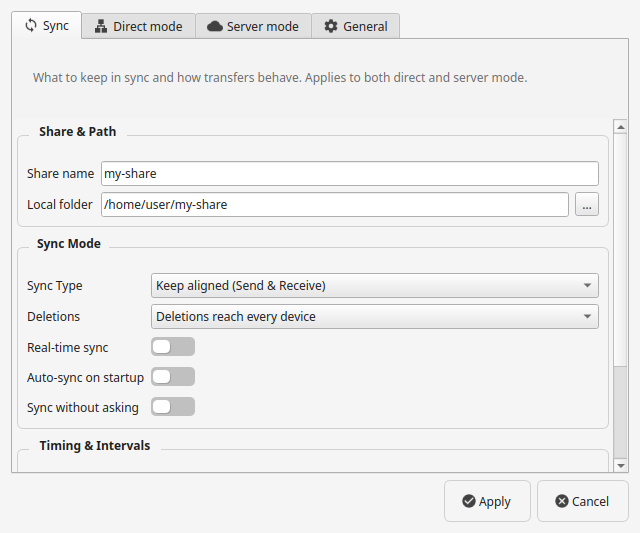 Sync
Direct mode
Server mode
General
What to keep in sync and how transfers behave. Applies to both direct and server mode.
Share & Path
Share name
my-share
Local folder
/home/user/my-share
...
Sync Mode
Sync Type
Keep aligned (Send & Receive)
Deletions
Deletions reach every device
Real-time sync
Auto-sync on startup
Sync without asking
Timing & Intervals
Apply
Cancel